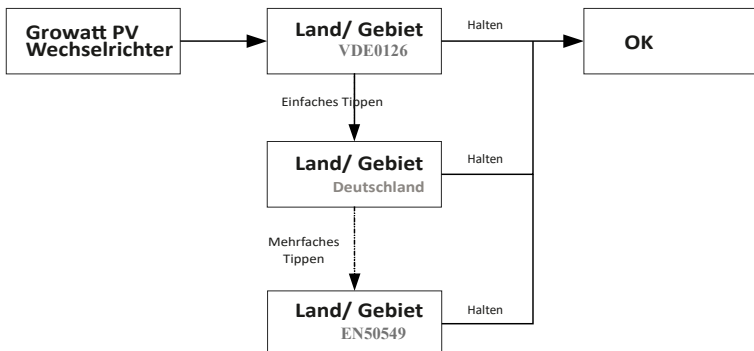 Growatt PV
Wechselrichter
Land/ Gebiet
VDE0126
Halten
OK
Einfaches Tippen
Land/ Gebiet
Deutschland
Halten
Mehrfaches
Tippen
Land/ Gebiet
EN50549
Halten